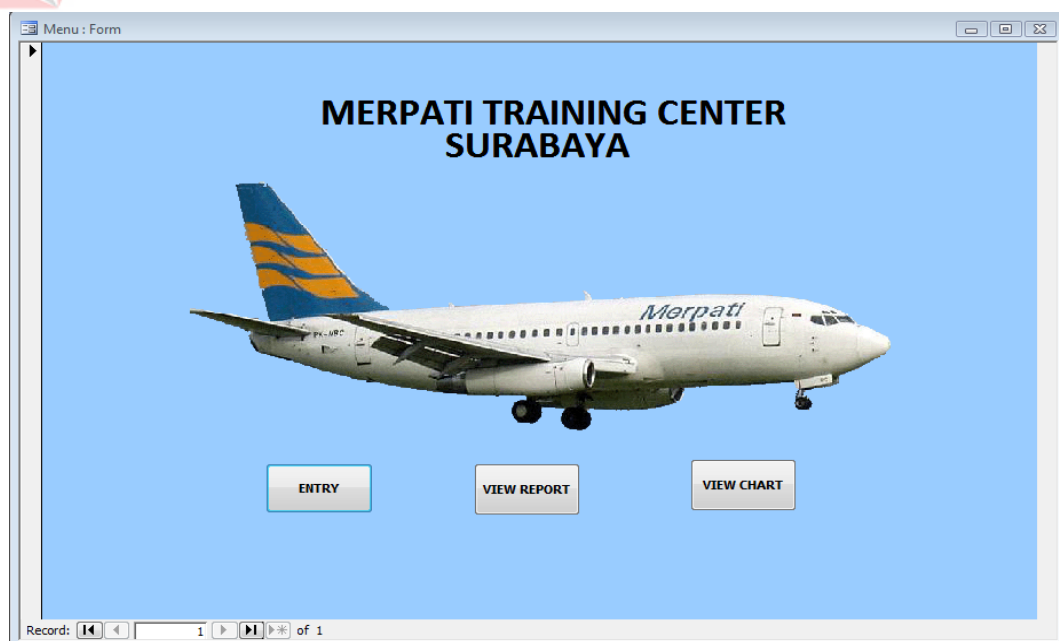 Menu : Form
MERPATI TRAINING CENTER
SURABAYA
Merpati
ENTRY
VIEW REPORT
VIEW CHART
Record: 1 of 1